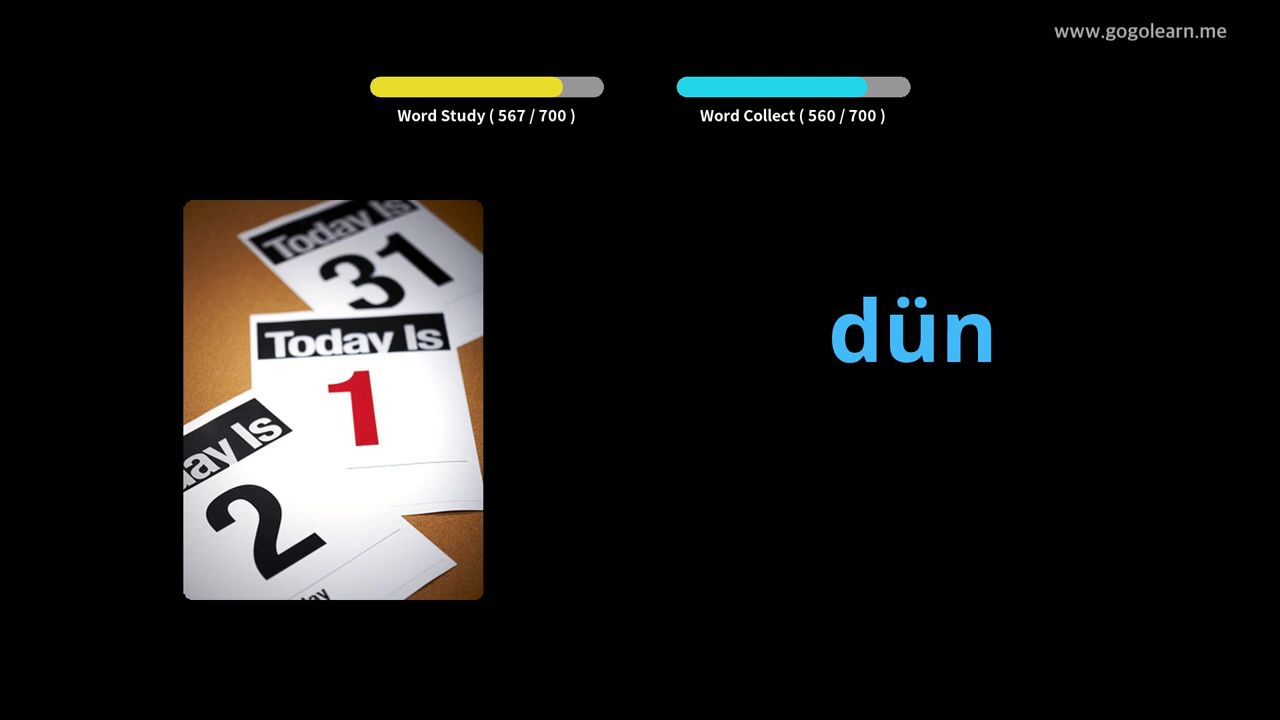 www.gogolearn.me
Word Study ( 567 / 700 )
Word Collect ( 560 / 700 )
Today Is
31
Today Is
1
ay Is
2
ay
dün